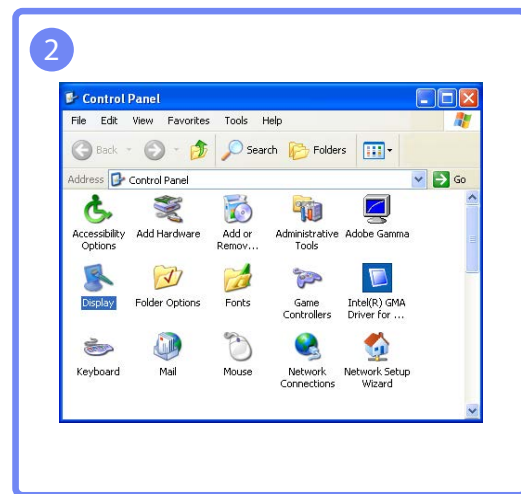 2
Control Panel
File Edit View Favorites Tools Help
Back Search Folders
Address Control Panel Go
Accessibility Options Add Hardware Add or Remov... Administrative Tools Adobe Gamma
Display Folder Options Fonts Game Controllers Intel(R) GMA Driver for ...
Keyboard Mail Mouse Network Connections Network Setup Wizard